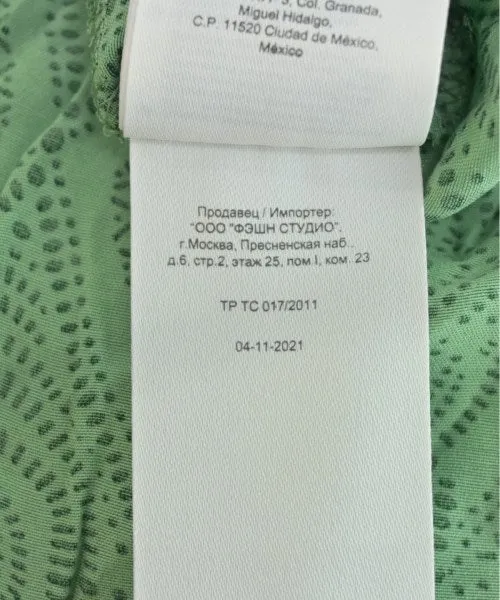 3, Col. Granada,
Miguel Hidalgo,
C.P. 11520 Ciudad de México,
México
Продавец / Импортер:
"ООО "ФЭШН СТУДИО".
г.Москва, Пресненская наб..
д.6, стр.2, этаж 25, пом I, ком. 23
ТР ТС 017/2011
04-11-2021